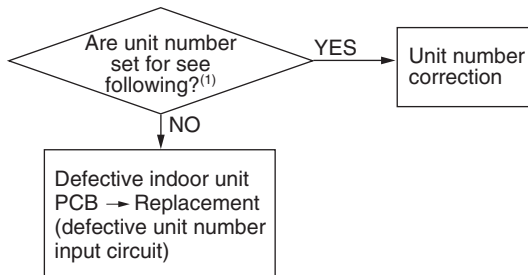 Are unit number
set for see
following?(1)
YES
Unit number
correction
NO
Defective indoor unit
PCB → Replacement
(defective unit number
input circuit)